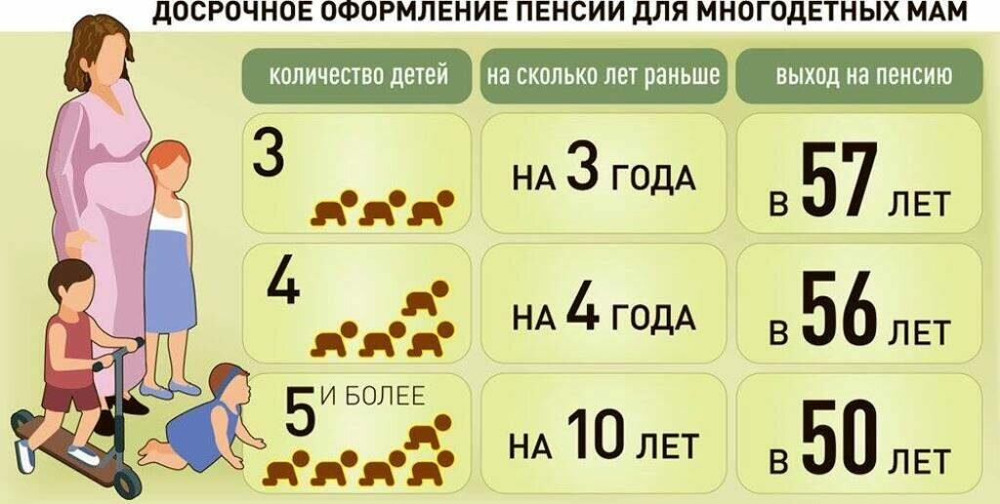 ДОСРОЧНОЕ ОФОРМЛЕНИЕ ПЕНСИИ ДЛЯ МНОГОДЕТНЫХ МАМ
количество детей на сколько лет раньше выход на пенсию
3 НА 3 ГОДА В 57 ЛЕТ
4 НА 4 ГОДА В 56 ЛЕТ
5 И БОЛЕЕ НА 10 ЛЕТ В 50 ЛЕТ